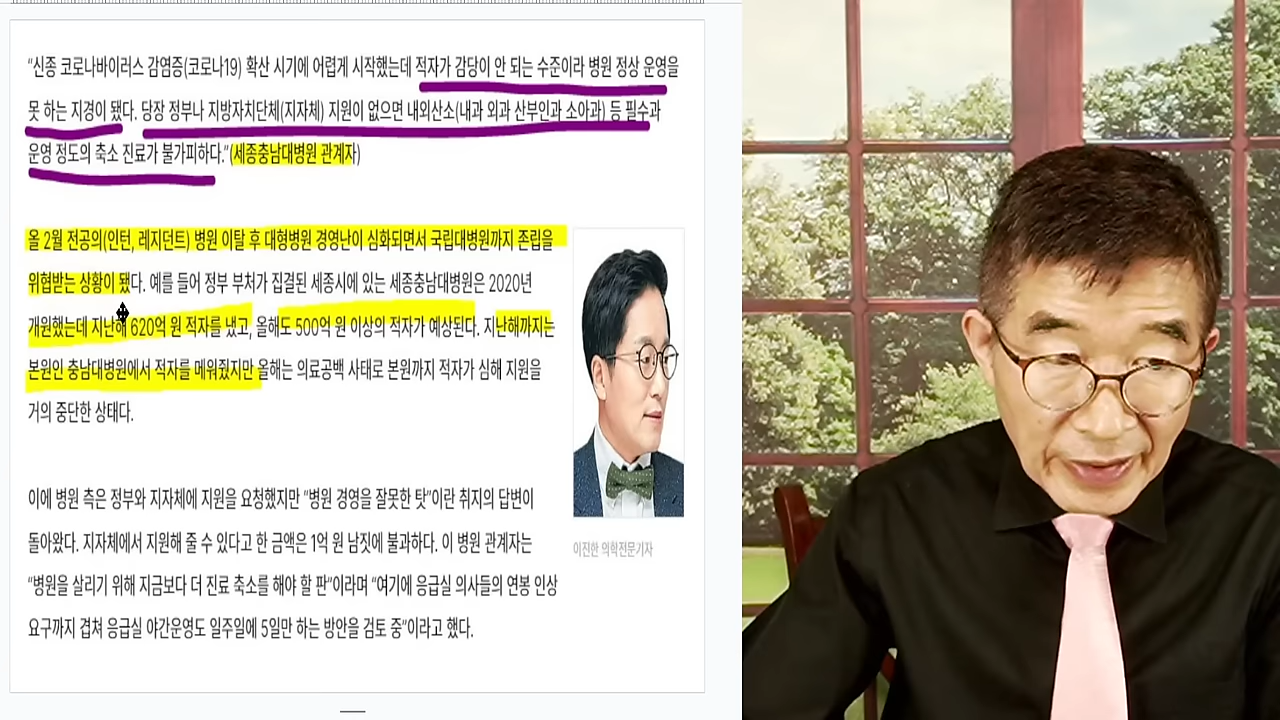 “신종 코로나바이러스 감염증(코로나19) 확산 시기에 어렵게 시작했는데 적자가 감당이 안 되는 수준이라 병원 정상 운영을
못 하는 지경이 됐다. 당장 정부나 지방자치단체(지자체) 지원이 없으면 내외산소(내과 외과 산부인과 소아과) 등 필수과
운영 정도의 축소 진료가 불가피하다.”(세종충남대병원 관계자)
올 2월 전공의(인턴, 레지던트) 병원 이탈 후 대형병원 경영난이 심화되면서 국립대병원까지 존립을
위협받는 상황이 됐다. 예를 들어 정부 부처가 집결된 세종시에 있는 세종충남대병원은 2020년
개원했는데 지난해 620억 원 적자를 냈고, 올해도 500억 원 이상의 적자가 예상된다. 지난해까지는
본원인 충남대병원에서 적자를 메워줬지만 올해는 의료공백 사태로 본원까지 적자가 심해 지원을
거의 중단한 상태다.
이에 병원 측은 정부와 지자체에 지원을 요청했지만 “병원 경영을 잘못한 탓”이란 취지의 답변이
돌아왔다. 지자체에서 지원해 줄 수 있다고 한 금액은 1억 원 남짓에 불과하다. 이 병원 관계자는
“병원을 살리기 위해 지금보다 더 진료 축소를 해야 할 판”이라며 “여기에 응급실 의사들의 연봉 인상
요구까지 겹쳐 응급실 야간운영도 일주일에 5일만 하는 방안을 검토 중”이라고 했다.
이진한 의학전문기자